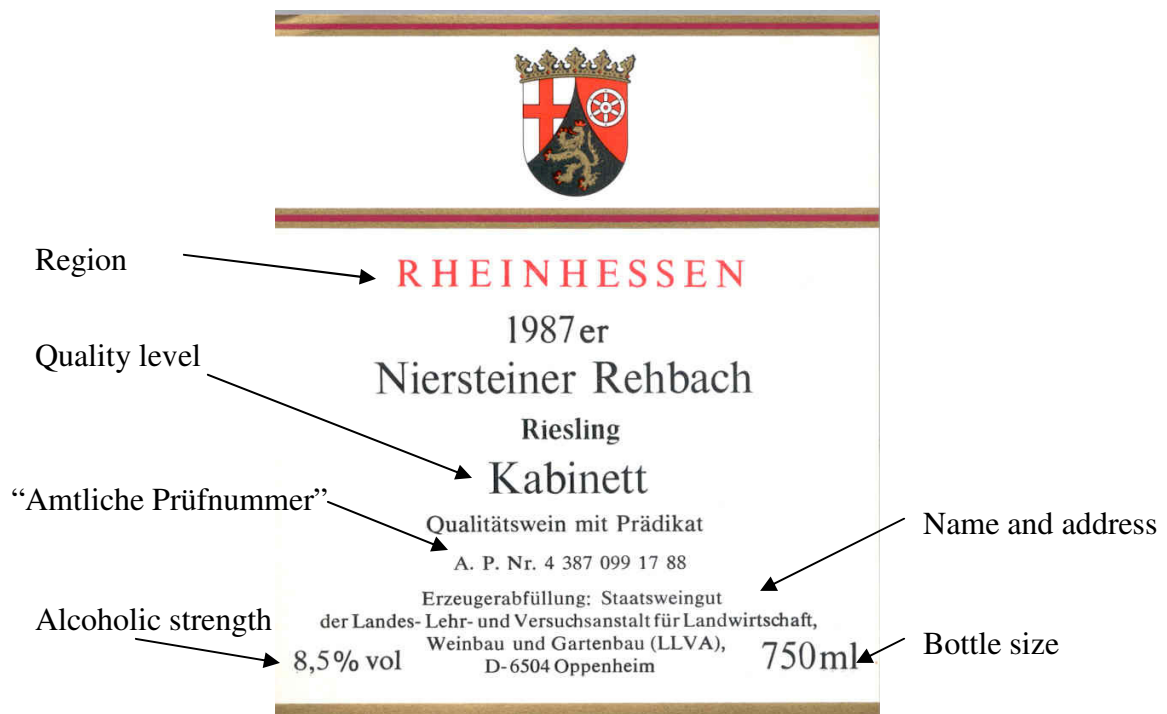 Region
RHEINHESSEN
1987er
Quality level
Niersteiner Rehbach
Riesling
Kabinett
“Amtliche Prüfnummer”
Qualitätswein mit Prädikat
Name and address
A. P. Nr. 4 387 099 17 88
Erzeugerabfüllung: Staatsweingut
der Landes- Lehr- und Versuchsanstalt für Landwirtschaft,
Weinbau und Gartenbau (LLVA),
D-6504 Oppenheim
Alcoholic strength
8,5% vol
750ml
Bottle size